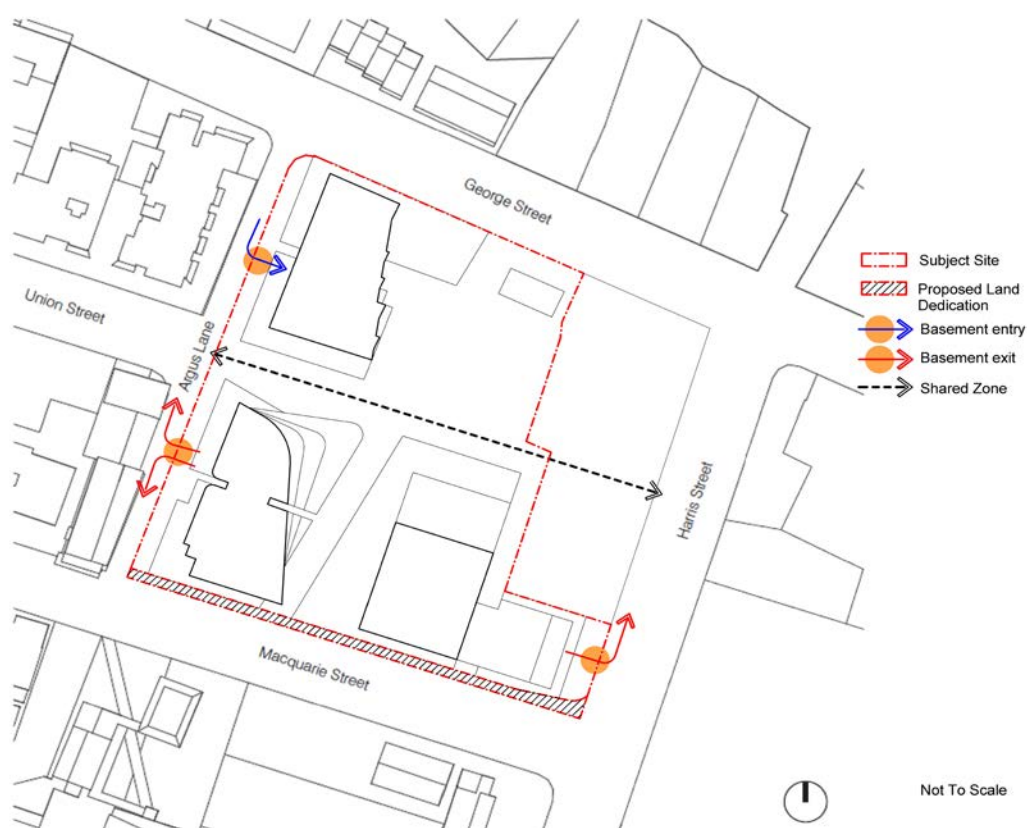 George Street
Union Street
Argus Lane
Harris Street
Macquarie Street
Subject Site
Proposed Land
Dedication
Basement entry
Basement exit
Shared Zone
Not To Scale